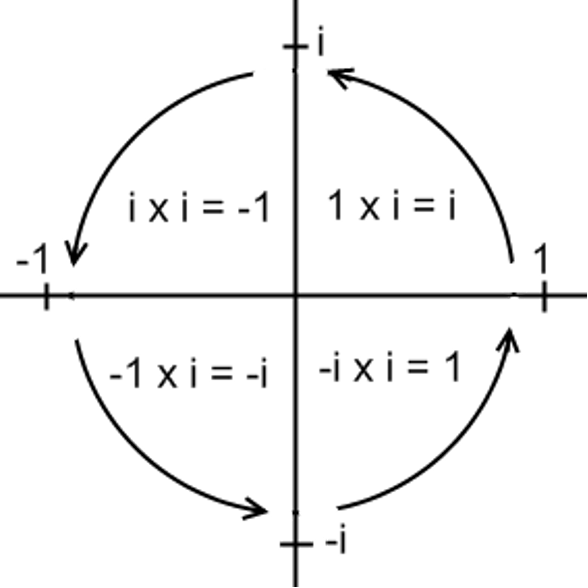 i
i x i = -1
1 x i = i
-1
1
-1 x i = -i
-i x i = 1
-i